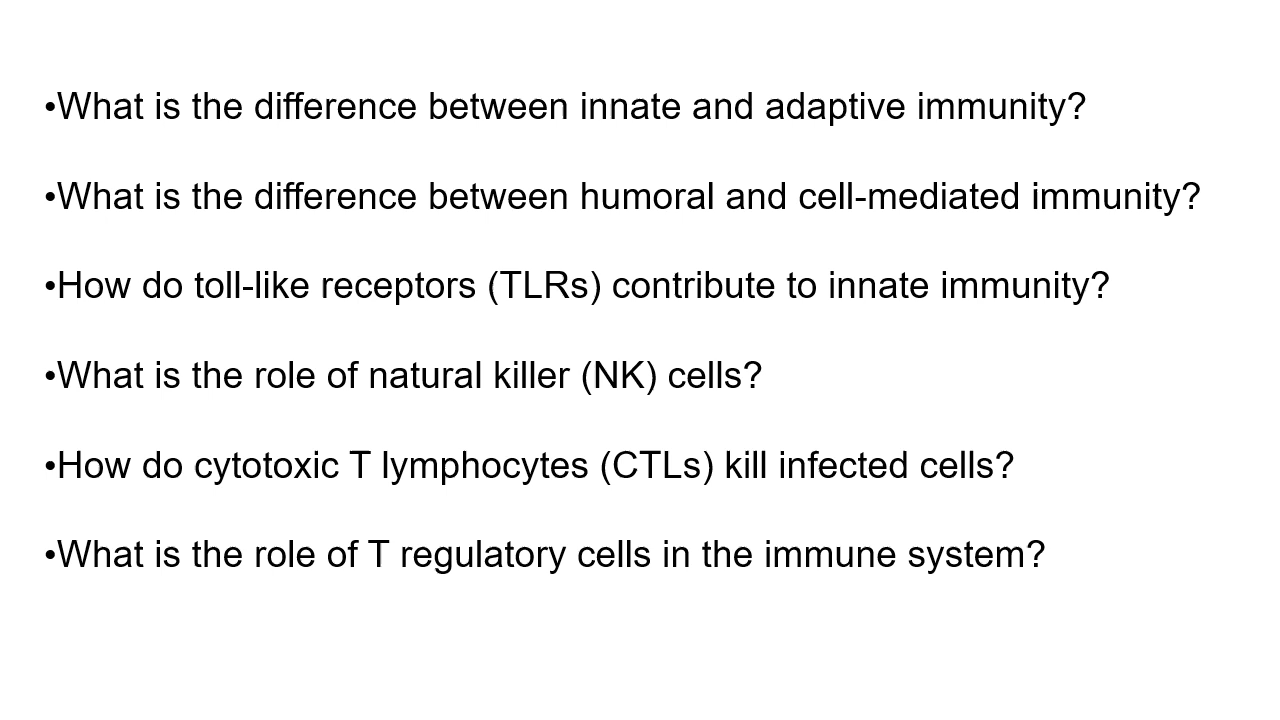 •What is the difference between innate and adaptive immunity?
•What is the difference between humoral and cell-mediated immunity?
•How do toll-like receptors (TLRs) contribute to innate immunity?
•What is the role of natural killer (NK) cells?
•How do cytotoxic T lymphocytes (CTLs) kill infected cells?
•What is the role of T regulatory cells in the immune system?